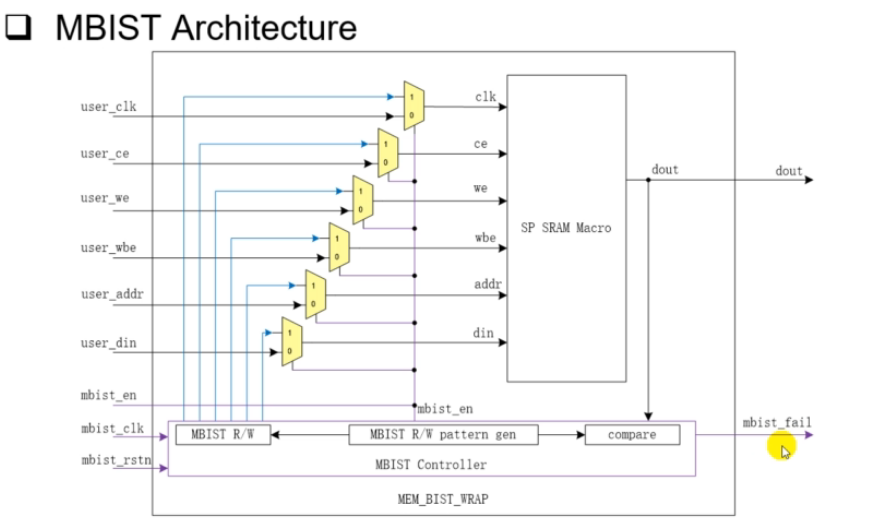 MBIST Architecture
user_clk
user_ce
user_we
user_wbe
user_addr
user_din
mbist_en
mbist_clk
mbist_rstn
1
0
1
0
1
0
1
0
1
0
1
0
clk
ce
we
wbe
addr
din
SP SRAM Macro
dout
dout
mbist_en
mbist_fail
MBIST R/W
MBIST R/W pattern gen
compare
MBIST Controller
MEM_BIST_WRAP